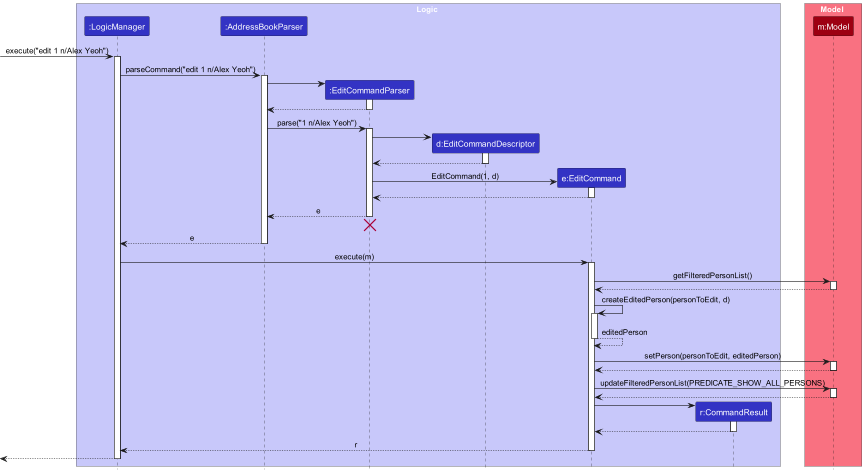 Logic
Model
:LogicManager
:AddressBookParser
m:Model
execute("edit 1 n/Alex Yeoh")
parseCommand("edit 1 n/Alex Yeoh")
:EditCommandParser
parse("1 n/Alex Yeoh")
d:EditCommandDescriptor
EditCommand(1, d)
e:EditCommand
e
e
execute(m)
getFilteredPersonList()
createEditedPerson(personToEdit, d)
editedPerson
setPerson(personToEdit, editedPerson)
updateFilteredPersonList(PREDICATE_SHOW_ALL_PERSONS)
r:CommandResult
r